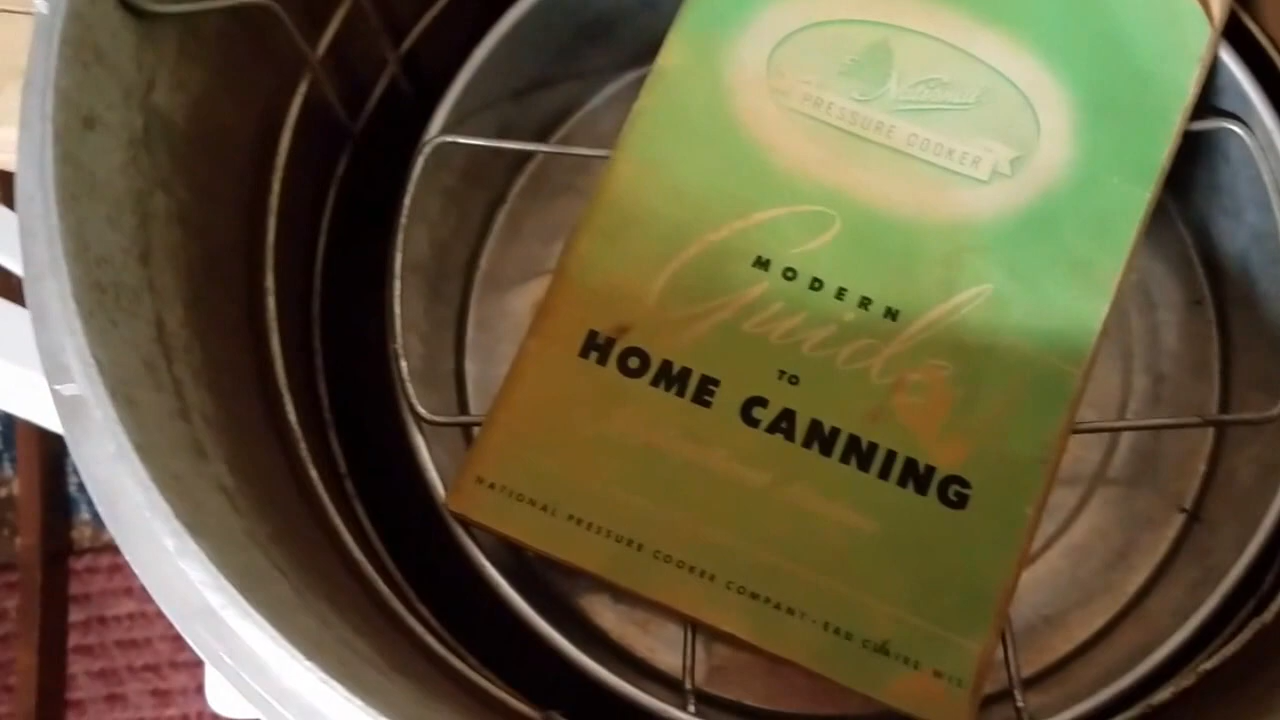 National
PRESSURE COOKER
MODERN
Guide
TO
HOME CANNING
NATIONAL PRESSURE COOKER COMPANY · EAU CLAIRE WIS.